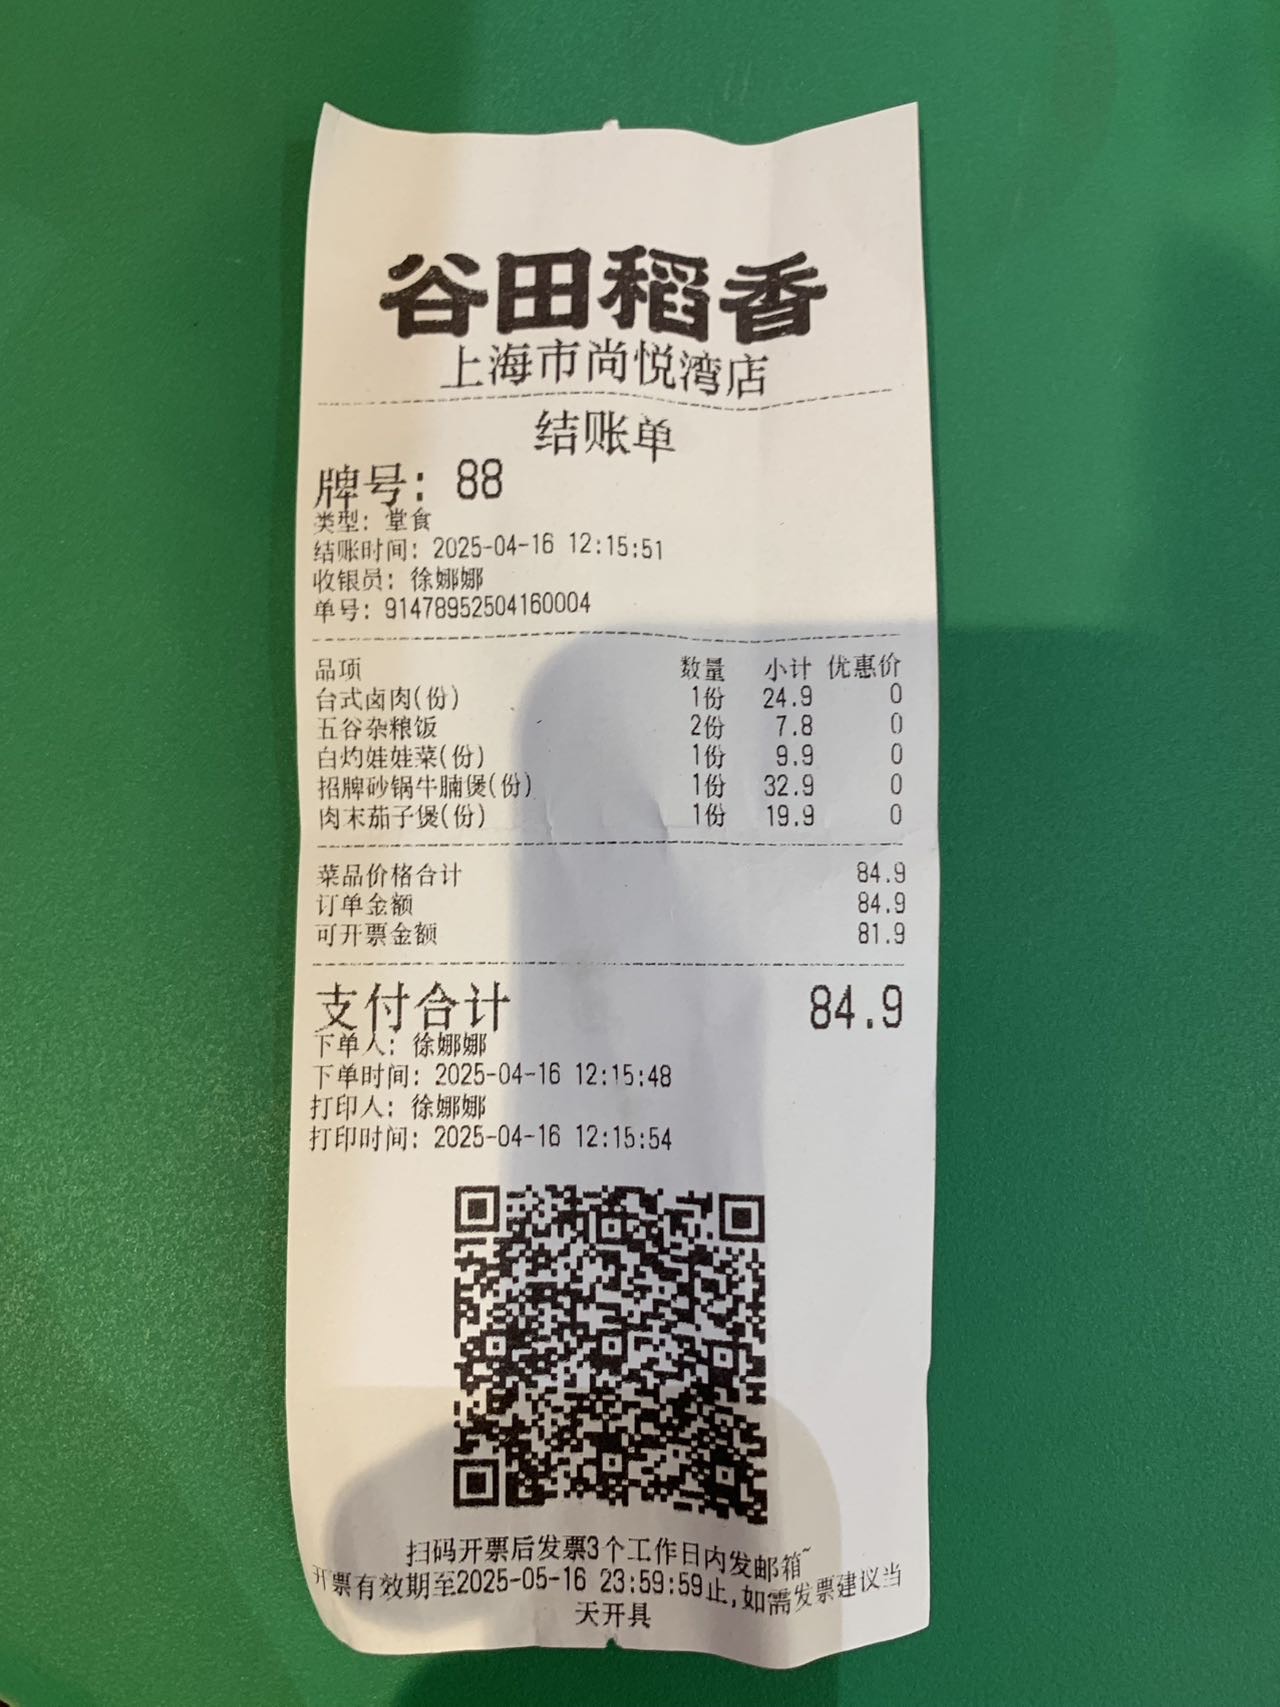 谷田稻香
上海市尚悦湾店
结账单
牌号: 88
类型: 堂食
结账时间: 2025-04-16 12:15:51
收银员: 徐娜娜
单号: 91478952504160004
品项 数量 小计 优惠价
台式卤肉(份) 1份 24.9 0
五谷杂粮饭 2份 7.8 0
白灼娃娃菜(份) 1份 9.9 0
招牌砂锅牛腩煲(份) 1份 32.9 0
肉末茄子煲(份) 1份 19.9 0
菜品价格合计 84.9
订单金额 84.9
可开票金额 81.9
支付合计 84.9
下单人: 徐娜娜
下单时间: 2025-04-16 12:15:48
打印人: 徐娜娜
打印时间: 2025-04-16 12:15:54
扫码开票后发票3个工作日内发邮箱~
开票有效期至2025-05-16 23:59:59止,如需发票建议当
天开具